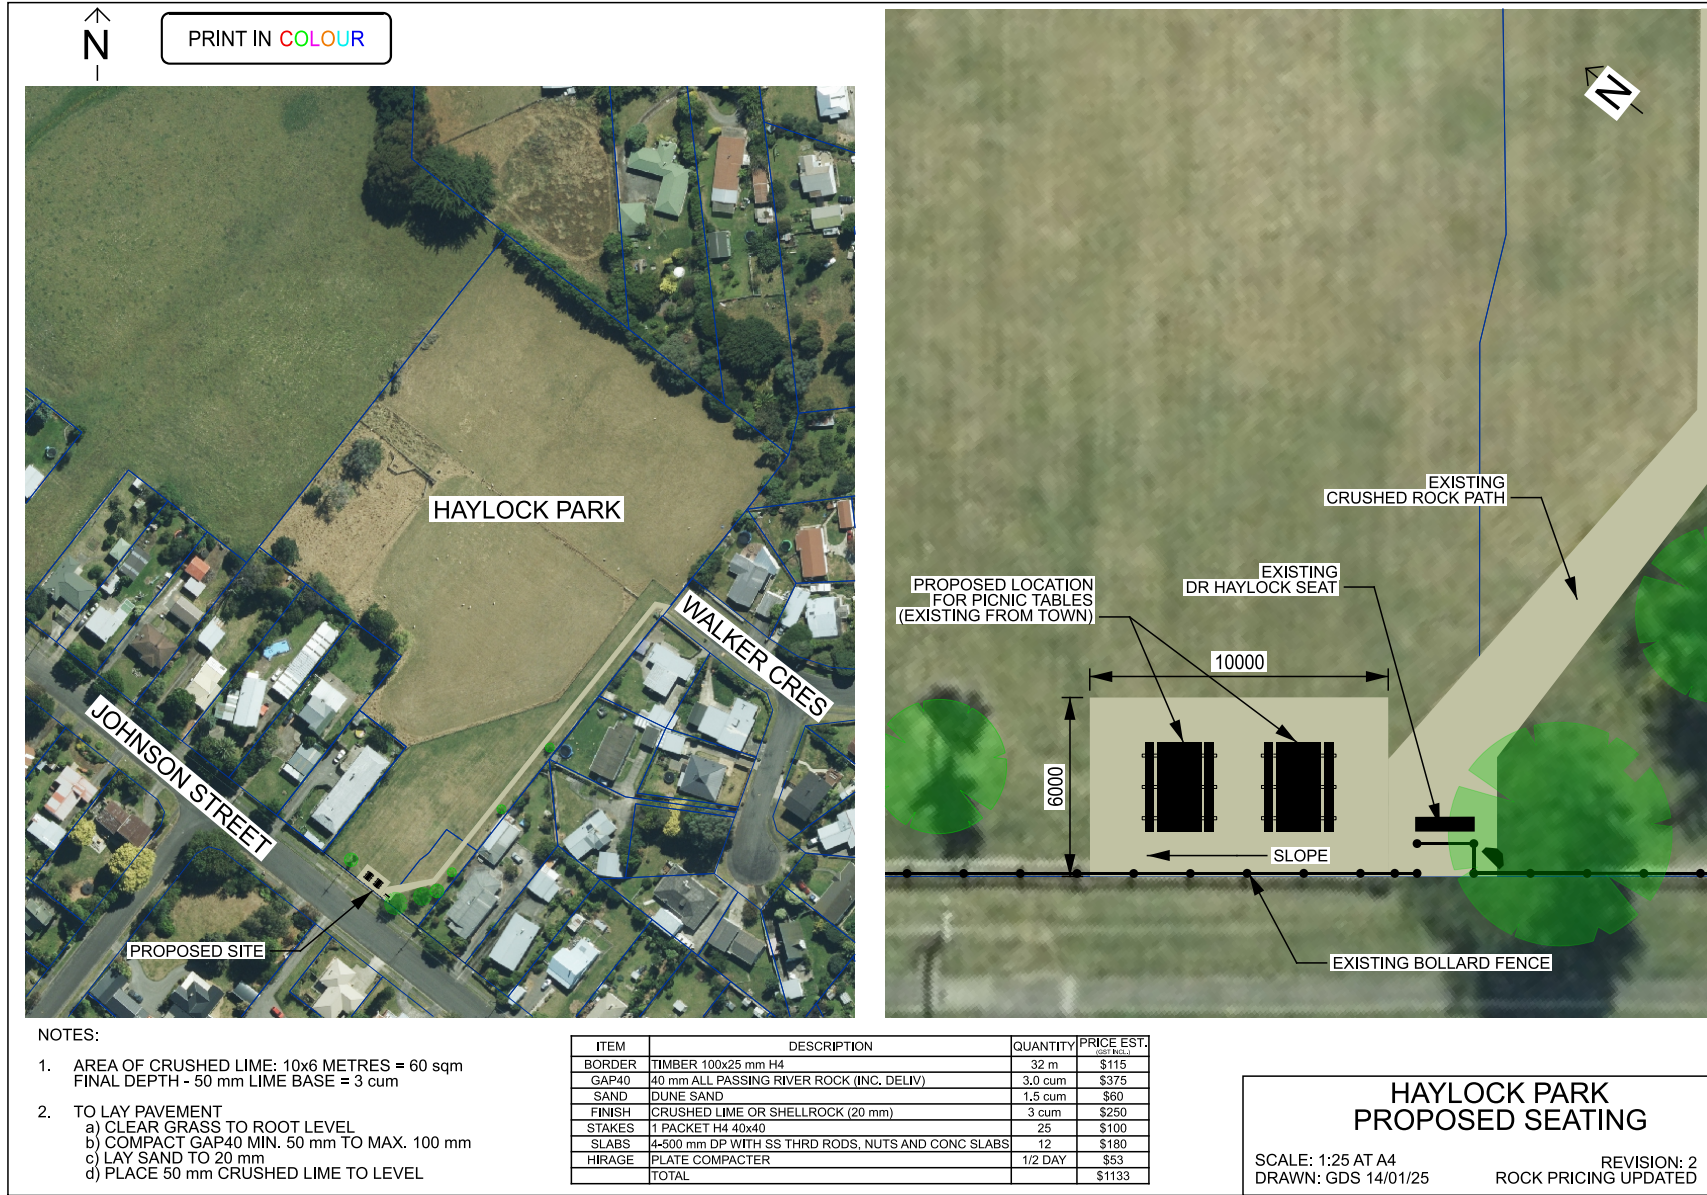 N
PRINT IN COLOUR
HAYLOCK PARK
WALKER CRES
JOHNSON STREET
PROPOSED SITE
N
EXISTING
CRUSHED ROCK PATH
EXISTING
DR HAYLOCK SEAT
PROPOSED LOCATION
FOR PICNIC TABLES
(EXISTING FROM TOWN)
10000
6000
SLOPE
EXISTING BOLLARD FENCE
NOTES:
1. AREA OF CRUSHED LIME: 10x6 METRES = 60 sqm
FINAL DEPTH - 50 mm LIME BASE = 3 cum
2. TO LAY PAVEMENT
a) CLEAR GRASS TO ROOT LEVEL
b) COMPACT GAP40 MIN. 50 mm TO MAX. 100 mm
c) LAY SAND TO 20 mm
d) PLACE 50 mm CRUSHED LIME TO LEVEL
ITEM DESCRIPTION QUANTITY PRICE EST.
(GST INCL.)
BORDER TIMBER 100x25 mm H4 32 m $115
GAP40 40 mm ALL PASSING RIVER ROCK (INC. DELIV) 3.0 cum $375
SAND DUNE SAND 1.5 cum $60
FINISH CRUSHED LIME OR SHELLROCK (20 mm) 3 cum $250
STAKES 1 PACKET H4 40x40 25 $100
SLABS 4-500 mm DP WITH SS THRD RODS, NUTS AND CONC SLABS 12 $180
HIRAGE PLATE COMPACTER 1/2 DAY $53
TOTAL $1133
HAYLOCK PARK
PROPOSED SEATING
SCALE: 1:25 AT A4
DRAWN: GDS 14/01/25
REVISION: 2
ROCK PRICING UPDATED